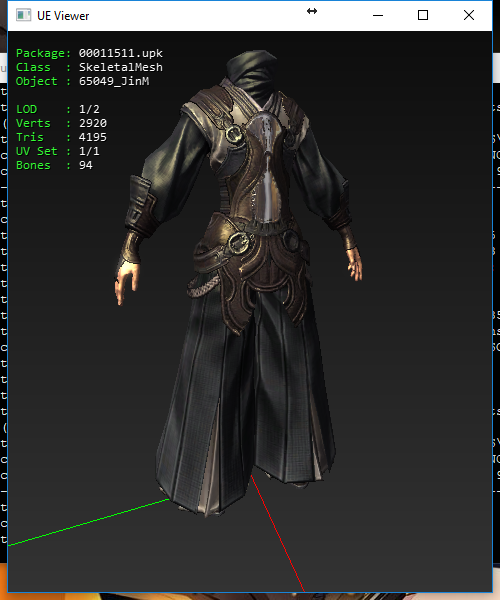 UE Viewer
Package: 00011511.upk
Class : SkeletalMesh
Object : 65049_JinM
LOD : 1/2
Verts : 2920
Tris : 4195
UV Set : 1/1
Bones : 94